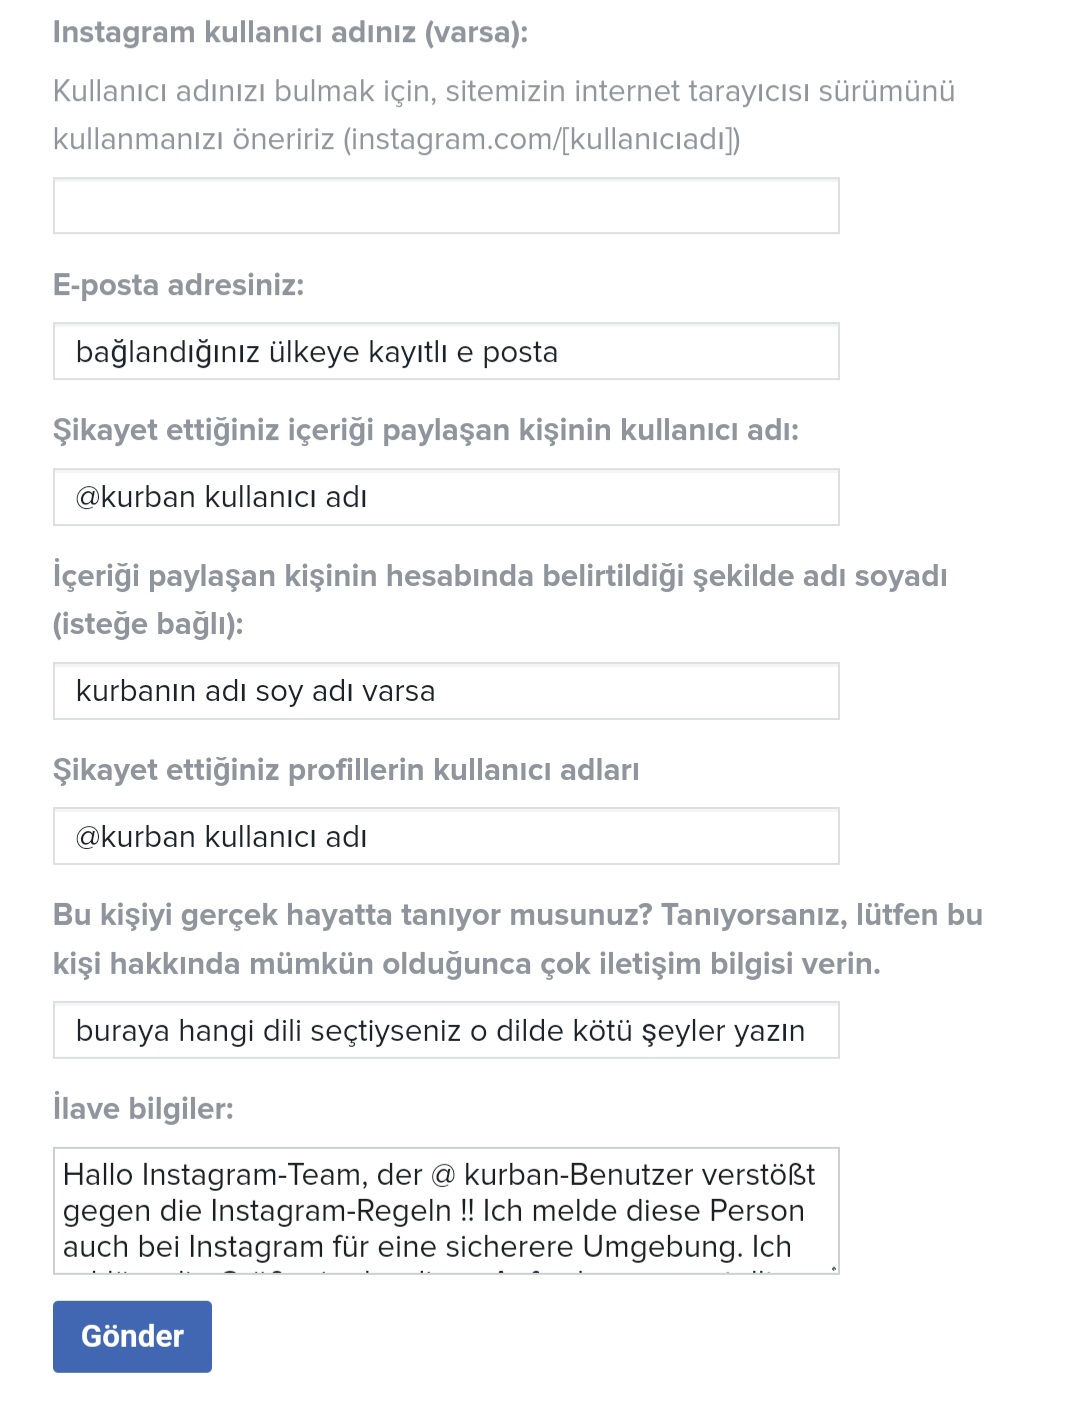 Instagram kullanıcı adınız (varsa):
Kullanıcı adınızı bulmak için, sitemizin internet tarayıcısı sürümünü
kullanmanızı öneririz (instagram.com/[kullanıcıadı])
E-posta adresiniz:
bağlandığınız ülkeye kayıtlı e posta
Şikayet ettiğiniz içeriği paylaşan kişinin kullanıcı adı:
@kurban kullanıcı adı
İçeriği paylaşan kişinin hesabında belirtildiği şekilde adı soyadı
(isteğe bağlı):
kurbanın adı soy adı varsa
Şikayet ettiğiniz profillerin kullanıcı adları
@kurban kullanıcı adı
Bu kişiyi gerçek hayatta tanıyor musunuz? Tanıyorsanız, lütfen bu
kişi hakkında mümkün olduğunca çok iletişim bilgisi verin.
buraya hangi dili seçtiyseniz o dilde kötü şeyler yazın
İlave bilgiler:
Hallo Instagram-Team, der @ kurban-Benutzer verstößt
gegen die Instagram-Regeln !! Ich melde diese Person
auch bei Instagram für eine sicherere Umgebung. Ich
Gönder